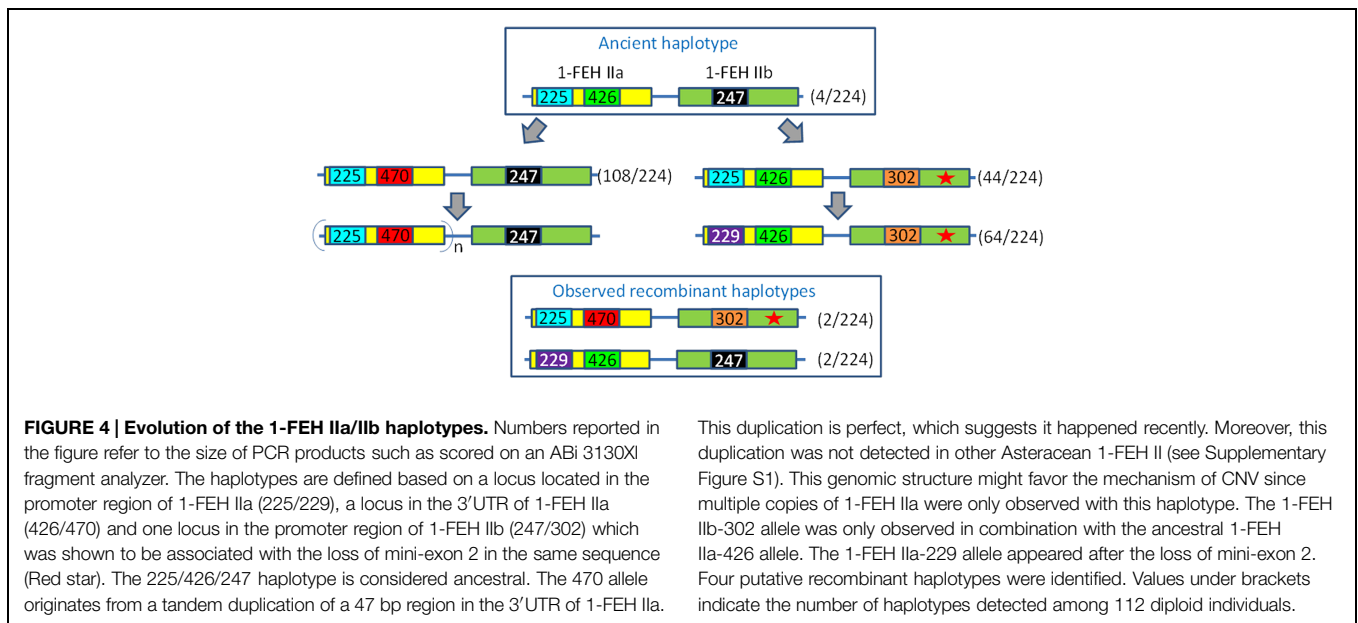 Ancient haplotype
1-FEH IIa 1-FEH IIb
225 426 247 (4/224)
225 470 247 (108/224) 225 426 302 (44/224)
225 470 n 247 229 426 302 (64/224)
Observed recombinant haplotypes
225 470 302 (2/224)
229 426 247 (2/224)
FIGURE 4 | Evolution of the 1-FEH IIa/IIb haplotypes. Numbers reported in
the figure refer to the size of PCR products such as scored on an ABi 3130Xl
fragment analyzer. The haplotypes are defined based on a locus located in the
promoter region of 1-FEH IIa (225/229), a locus in the 3′UTR of 1-FEH IIa
(426/470) and one locus in the promoter region of 1-FEH IIb (247/302) which
was shown to be associated with the loss of mini-exon 2 in the same sequence
(Red star). The 225/426/247 haplotype is considered ancestral. The 470 allele
originates from a tandem duplication of a 47 bp region in the 3′UTR of 1-FEH IIa.
This duplication is perfect, which suggests it happened recently. Moreover, this
duplication was not detected in other Asteracean 1-FEH II (see Supplementary
Figure S1). This genomic structure might favor the mechanism of CNV since
multiple copies of 1-FEH IIa were only observed with this haplotype. The 1-FEH
IIb-302 allele was only observed in combination with the ancestral 1-FEH
IIa-426 allele. The 1-FEH IIa-229 allele appeared after the loss of mini-exon 2.
Four putative recombinant haplotypes were identified. Values under brackets
indicate the number of haplotypes detected among 112 diploid individuals.